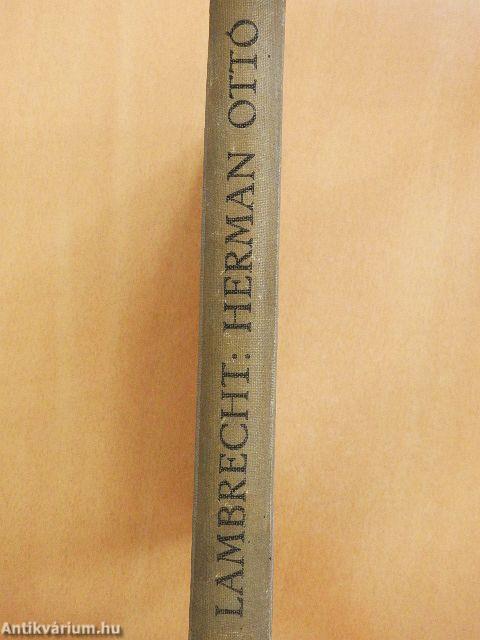 LAMBRECHT: HERMAN OTTÓ
Antikvárium.hu